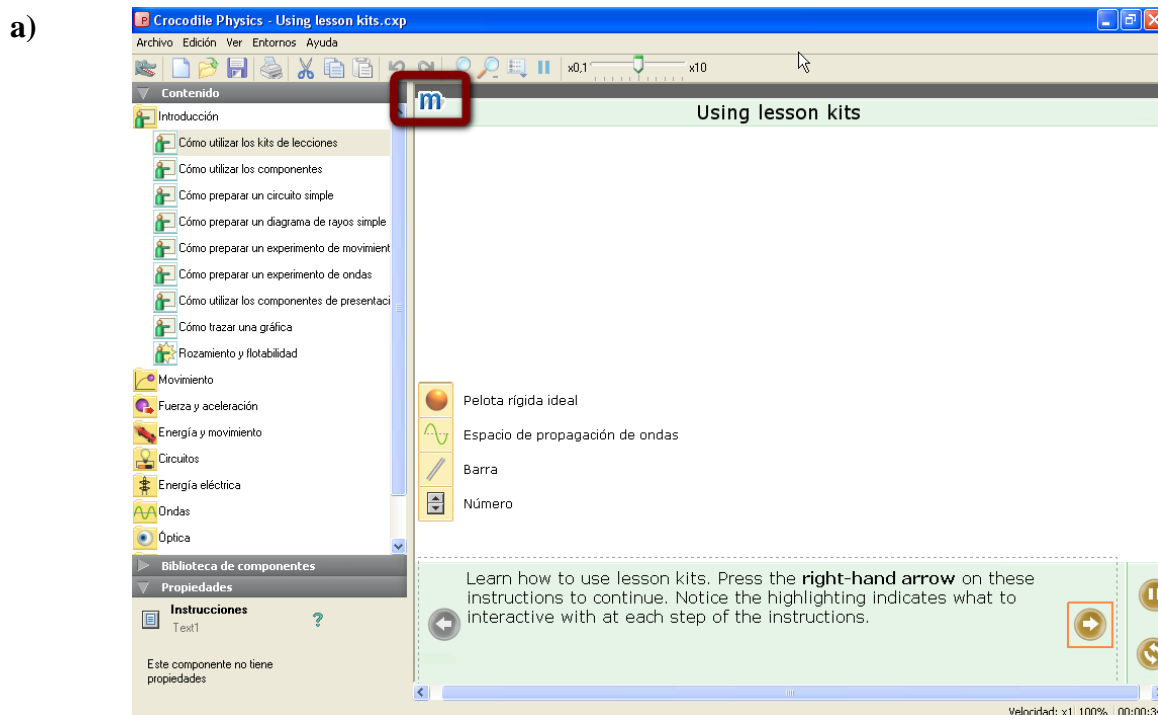 a)
Crocodile Physics - Using lesson kits.cxp
Archivo Edición Ver Entornos Ayuda
x0,1 x10
Contenido
Introducción
Cómo utilizar los kits de lecciones
Cómo utilizar los componentes
Cómo preparar un circuito simple
Cómo preparar un diagrama de rayos simple
Cómo preparar un experimento de movimient
Cómo preparar un experimento de ondas
Cómo utilizar los componentes de presentaci
Cómo trazar una gráfica
Rozamiento y flotabilidad
Movimiento
Fuerza y aceleración
Energía y movimiento
Circuitos
Energía eléctrica
Ondas
Óptica
Biblioteca de componentes
Propiedades
Instrucciones
Text1
?
Este componente no tiene
propiedades
m
Using lesson kits
Pelota rígida ideal
Espacio de propagación de ondas
Barra
Número
Learn how to use lesson kits. Press the right-hand arrow on these
instructions to continue. Notice the highlighting indicates what to
interactive with at each step of the instructions.
Velocidad: x1 100% 00:00:3